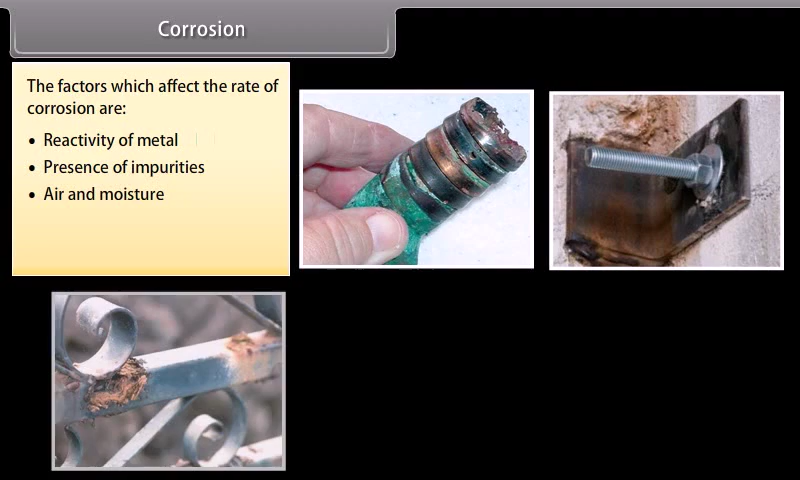 Corrosion
The factors which affect the rate of
corrosion are:
• Reactivity of metal
• Presence of impurities
• Air and moisture